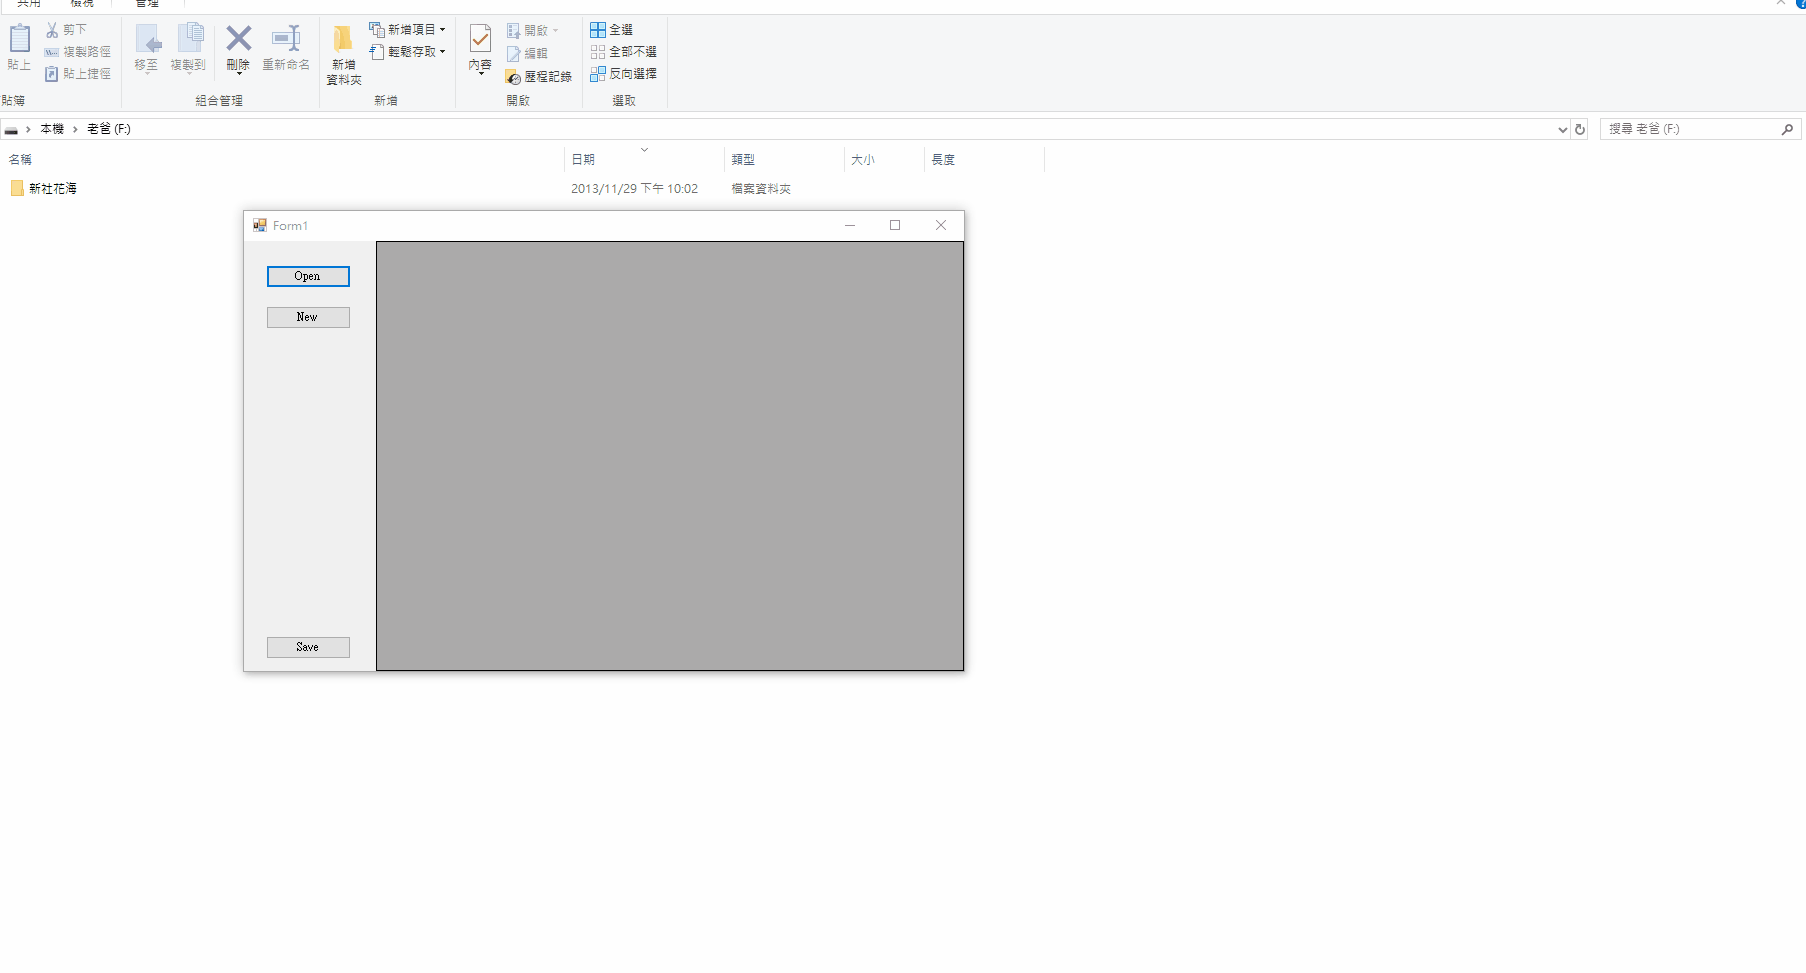 共用 檢視 管理
貼上 剪下 複製路徑 貼上捷徑
移至 複製到 刪除 重新命名
新增
資料夾 新增項目 輕鬆存取
內容 開啟 編輯 歷程記錄
全選 全部不選 反向選擇
貼簿 組合管理 新增 開啟 選取
本機 老爸 (F:) 搜尋 老爸 (F:)
名稱 日期 類型 大小 長度
新社花海 2013/11/29 下午 10:02 檔案資料夾
Form1
Open
New
Save